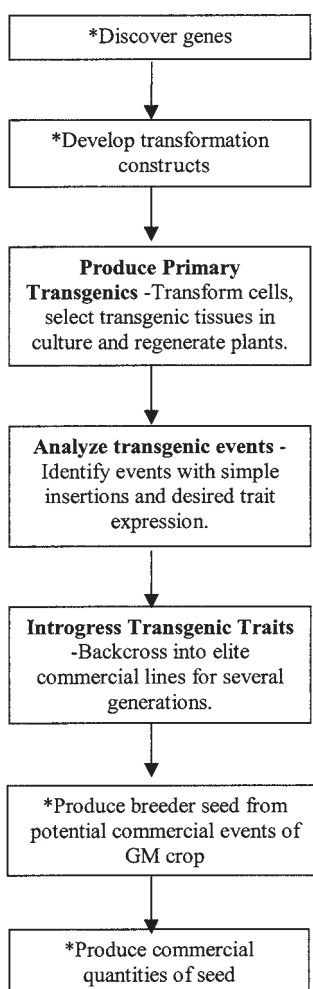 *Discover genes
*Develop transformation
constructs
Produce Primary
Transgenics -Transform cells,
select transgenic tissues in
culture and regenerate plants.
Analyze transgenic events -
Identify events with simple
insertions and desired trait
expression.
Introgress Transgenic Traits
-Backcross into elite
commercial lines for several
generations.
*Produce breeder seed from
potential commercial events of
GM crop
*Produce commercial
quantities of seed